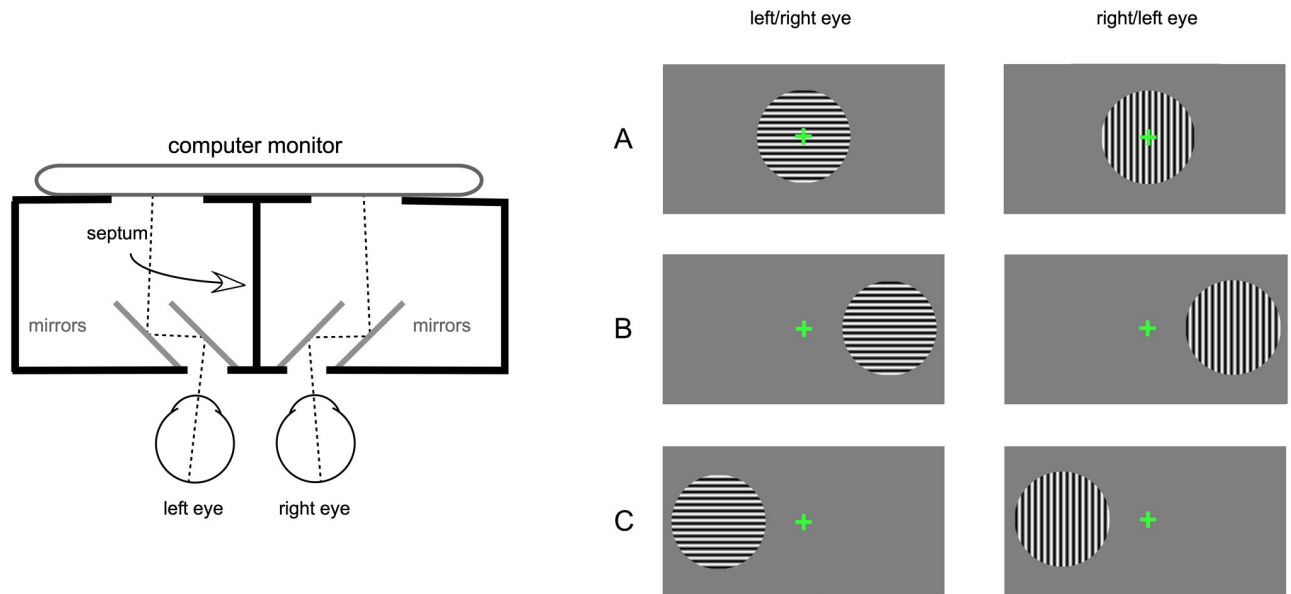 left/right eye
right/left eye
computer monitor
septum
mirrors
mirrors
left eye
right eye
A
B
C